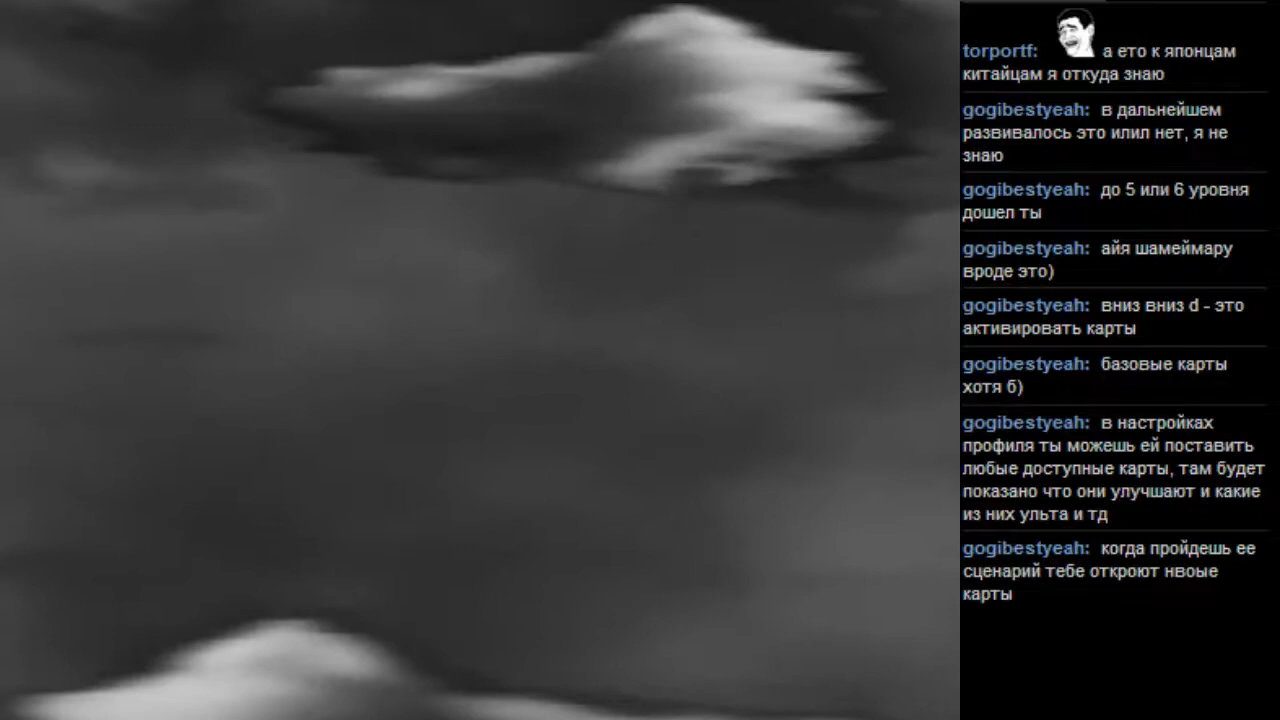 torportf: а ето к японцам
китайцам я откуда знаю
gogibestyeah: в дальнейшем
развивалось это илил нет, я не
знаю
gogibestyeah: до 5 или 6 уровня
дошел ты
gogibestyeah: айя шамеймару
вроде это)
gogibestyeah: вниз вниз d - это
активировать карты
gogibestyeah: базовые карты
хотя б)
gogibestyeah: в настройках
профиля ты можешь ей поставить
любые доступные карты, там будет
показано что они улучшают и какие
из них ульта и тд
gogibestyeah: когда пройдешь ее
сценарий тебе откроют нвоые
карты